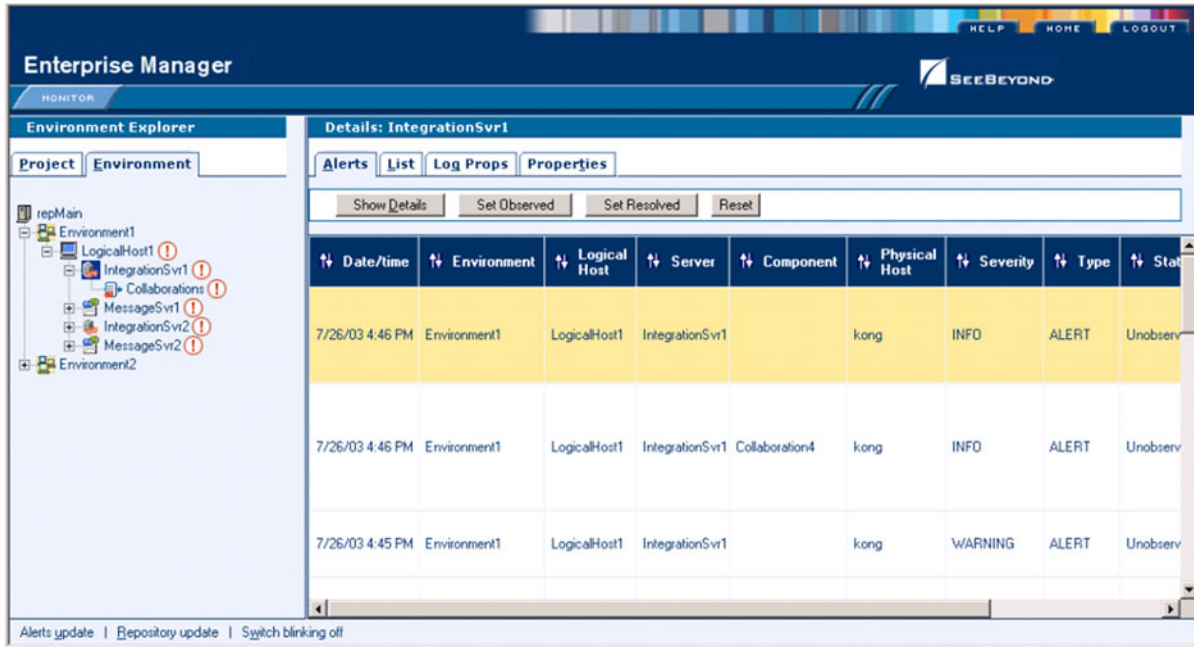 HELP HOME LOGOUT
Enterprise Manager
SEEBEYOND
MONITOR
Environment Explorer
Project Environment
repMain
Environment1
LogicalHost1
IntegrationSvr1
Collaborations
MessageSvr1
IntegrationSvr2
MessageSvr2
Environment2
Details: IntegrationSvr1
Alerts List Log Props Properties
Show Details Set Observed Set Resolved Reset
Date/time Environment Logical Host Server Component Physical Host Severity Type Stat
7/26/03 4:46 PM Environment1 LogicalHost1 IntegrationSvr1 kong INFO ALERT Unobserv
7/26/03 4:46 PM Environment1 LogicalHost1 IntegrationSvr1 Collaboration4 kong INFO ALERT Unobserv
7/26/03 4:45 PM Environment1 LogicalHost1 IntegrationSvr1 kong WARNING ALERT Unobserv
Alerts update | Repository update | Switch blinking off